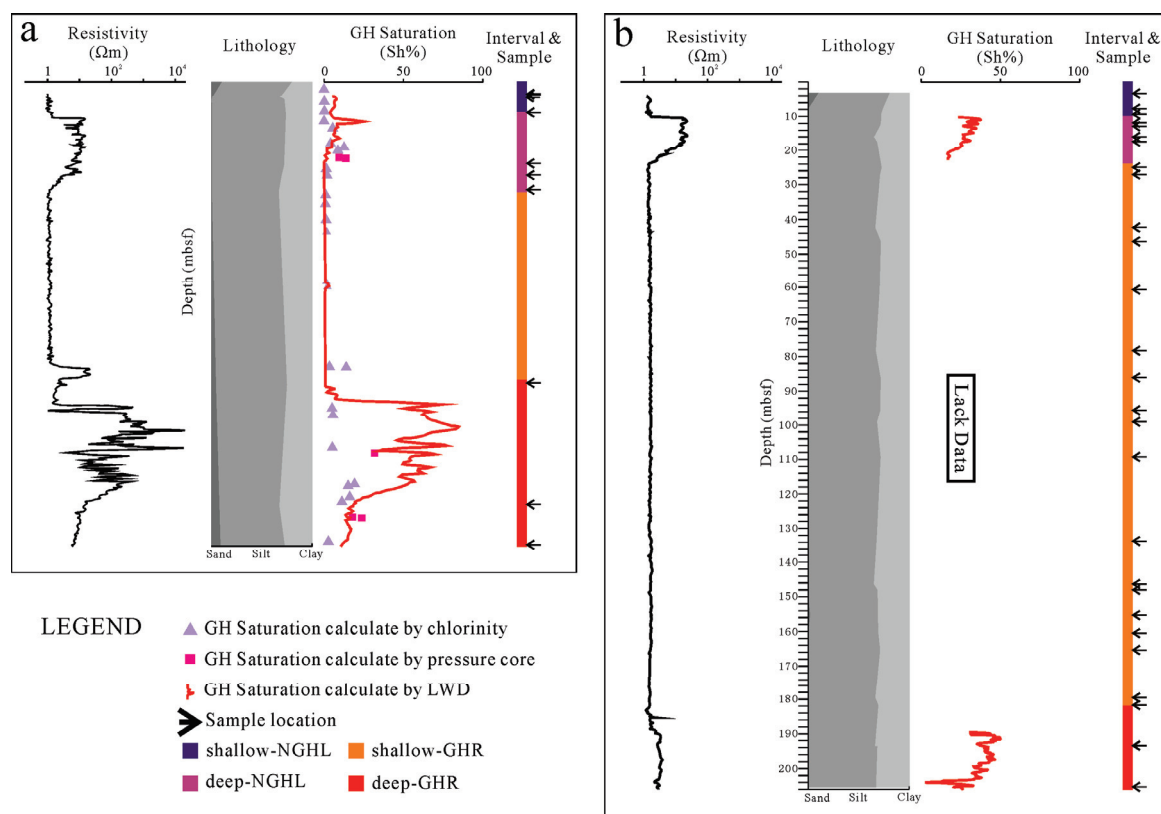 a
Resistivity
(Ωm)
1 10² 10⁴
Lithology
GH Saturation
(Sh%)
0 50 100
Interval &
Sample
Depth (mbsf)
Sand Silt Clay
b
Resistivity
(Ωm)
1 10² 10⁴
Lithology
GH Saturation
(Sh%)
0 50 100
Interval &
Sample
10
20
30
40
50
60
70
80
90
100
110
120
130
140
150
160
170
180
190
200
Depth (mbsf)
Lack Data
Sand Silt Clay
LEGEND
GH Saturation calculate by chlorinity
GH Saturation calculate by pressure core
GH Saturation calculate by LWD
Sample location
shallow-NGHL shallow-GHR
deep-NGHL deep-GHR